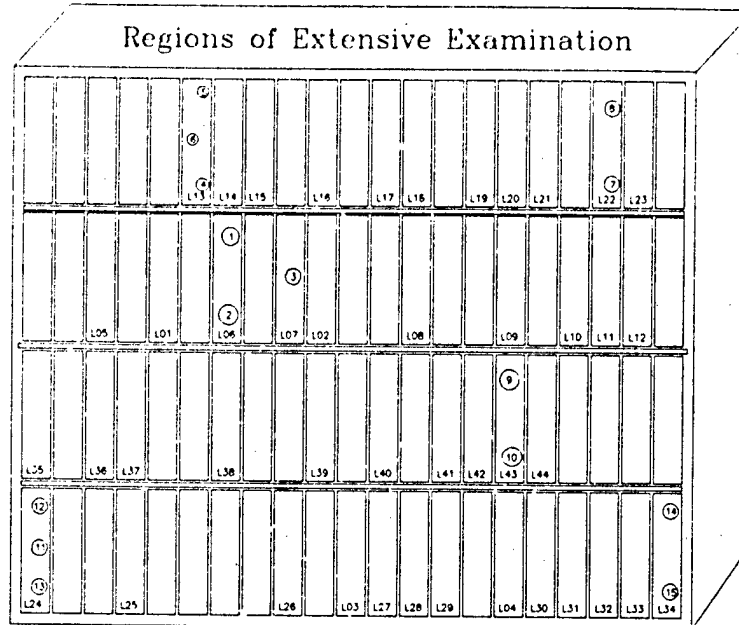 Regions of Extensive Examination
5 8
6
4 7
L13 L14 L15 L16 L17 L18 L19 L20 L21 L22 L23
1
3
2
L05 L01 L06 L07 L02 L08 L09 L10 L11 L12
9
10
L35 L36 L37 L38 L39 L40 L41 L42 L43 L44
12 14
11
13 15
L24 L25 L26 L03 L27 L28 L29 L04 L30 L31 L32 L33 L34